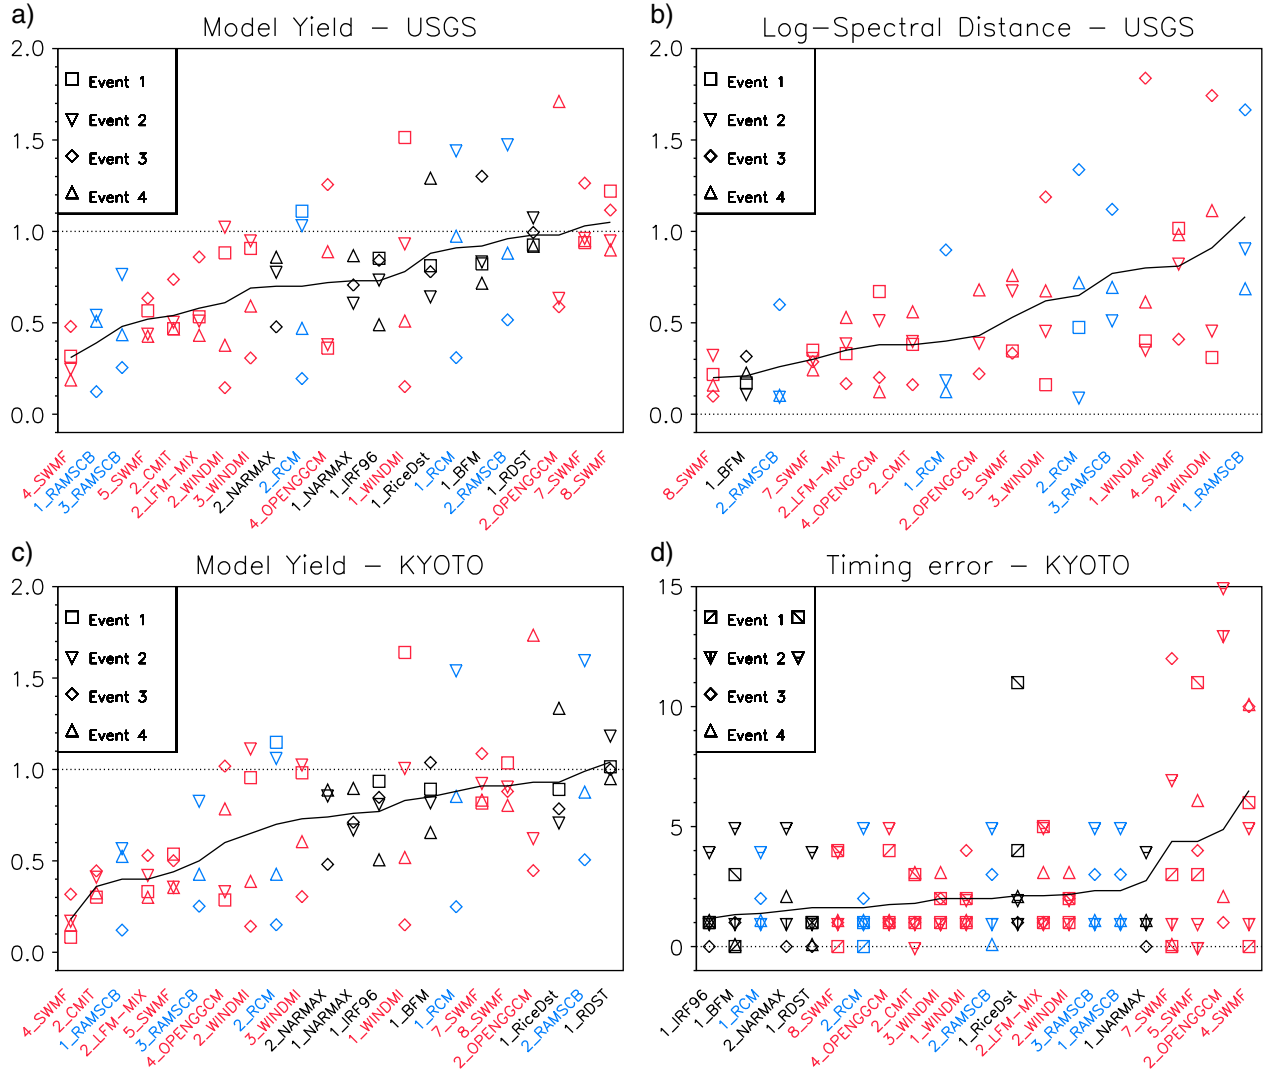 a)
Model Yield – USGS
2.0
1.5
1.0
0.5
0.0
Event 1
Event 2
Event 3
Event 4
4_SWMF
1_RAMSCB
3_RAMSCB
5_SWMF
2_CMIT
2_LFM-MIX
2_WINDMI
3_WINDMI
2_NARMAX
2_RCM
4_OPENGGCM
1_NARMAX
1_IRF96
1_WINDMI
1_RiceDst
1_RCM
1_BFM
2_RAMSCB
1_RDST
2_OPENGGCM
7_SWMF
8_SWMF
b)
Log-Spectral Distance – USGS
2.0
1.5
1.0
0.5
0.0
Event 1
Event 2
Event 3
Event 4
8_SWMF
1_BFM
2_RAMSCB
7_SWMF
2_LFM-MIX
4_OPENGGCM
2_CMIT
1_RCM
2_OPENGGCM
5_SWMF
3_WINDMI
2_RCM
3_RAMSCB
1_WINDMI
4_SWMF
2_WINDMI
1_RAMSCB
c)
Model Yield – KYOTO
2.0
1.5
1.0
0.5
0.0
Event 1
Event 2
Event 3
Event 4
4_SWMF
2_CMIT
1_RAMSCB
2_LFM-MIX
5_SWMF
3_RAMSCB
4_OPENGGCM
2_WINDMI
2_RCM
3_WINDMI
2_NARMAX
1_NARMAX
1_IRF96
1_WINDMI
1_BFM
1_RCM
7_SWMF
8_SWMF
2_OPENGGCM
1_RiceDst
2_RAMSCB
1_RDST
d)
Timing error – KYOTO
15
10
5
0
Event 1
Event 2
Event 3
Event 4
1_IRF96
1_BFM
1_RCM
2_NARMAX
1_RDST
8_SWMF
2_RCM
4_OPENGGCM
2_CMIT
3_WINDMI
1_WINDMI
2_RAMSCB
1_RiceDst
2_LFM-MIX
2_WINDMI
3_RAMSCB
1_RAMSCB
1_NARMAX
7_SWMF
5_SWMF
2_OPENGGCM
4_SWMF